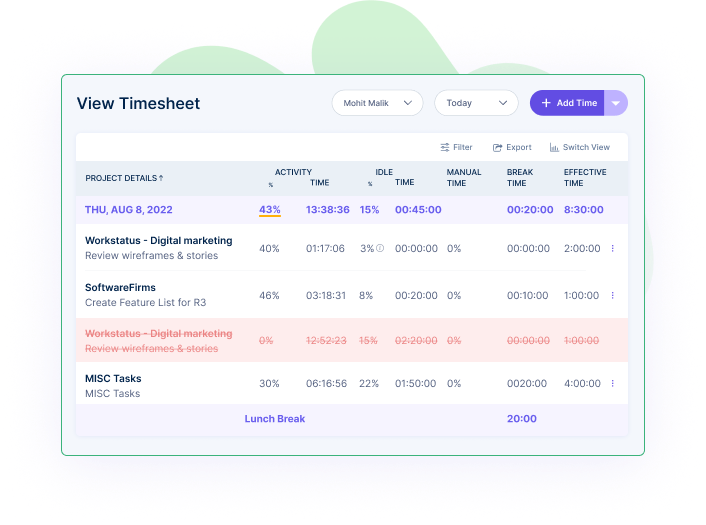 View Timesheet
Mohit Malik
Today
+ Add Time
Filter
Export
Switch View
PROJECT DETAILS ↑
ACTIVITY
%
TIME
IDLE
%
TIME
MANUAL
TIME
BREAK
TIME
EFFECTIVE
TIME
THU, AUG 8, 2022 43% 13:38:36 15% 00:45:00 00:20:00 8:30:00
Workstatus - Digital marketing
Review wireframes & stories
40% 01:17:06 3% 00:00:00 0% 00:00:00 2:00:00
SoftwareFirms
Create Feature List for R3
46% 03:18:31 8% 00:20:00 0% 00:10:00 1:00:00
Workstatus - Digital marketing
Review wireframes & stories
0% 12:52:23 15% 02:20:00 0% 00:00:00 1:00:00
MISC Tasks
MISC Tasks
30% 06:16:56 22% 01:50:00 0% 0020:00 4:00:00
Lunch Break 20:00